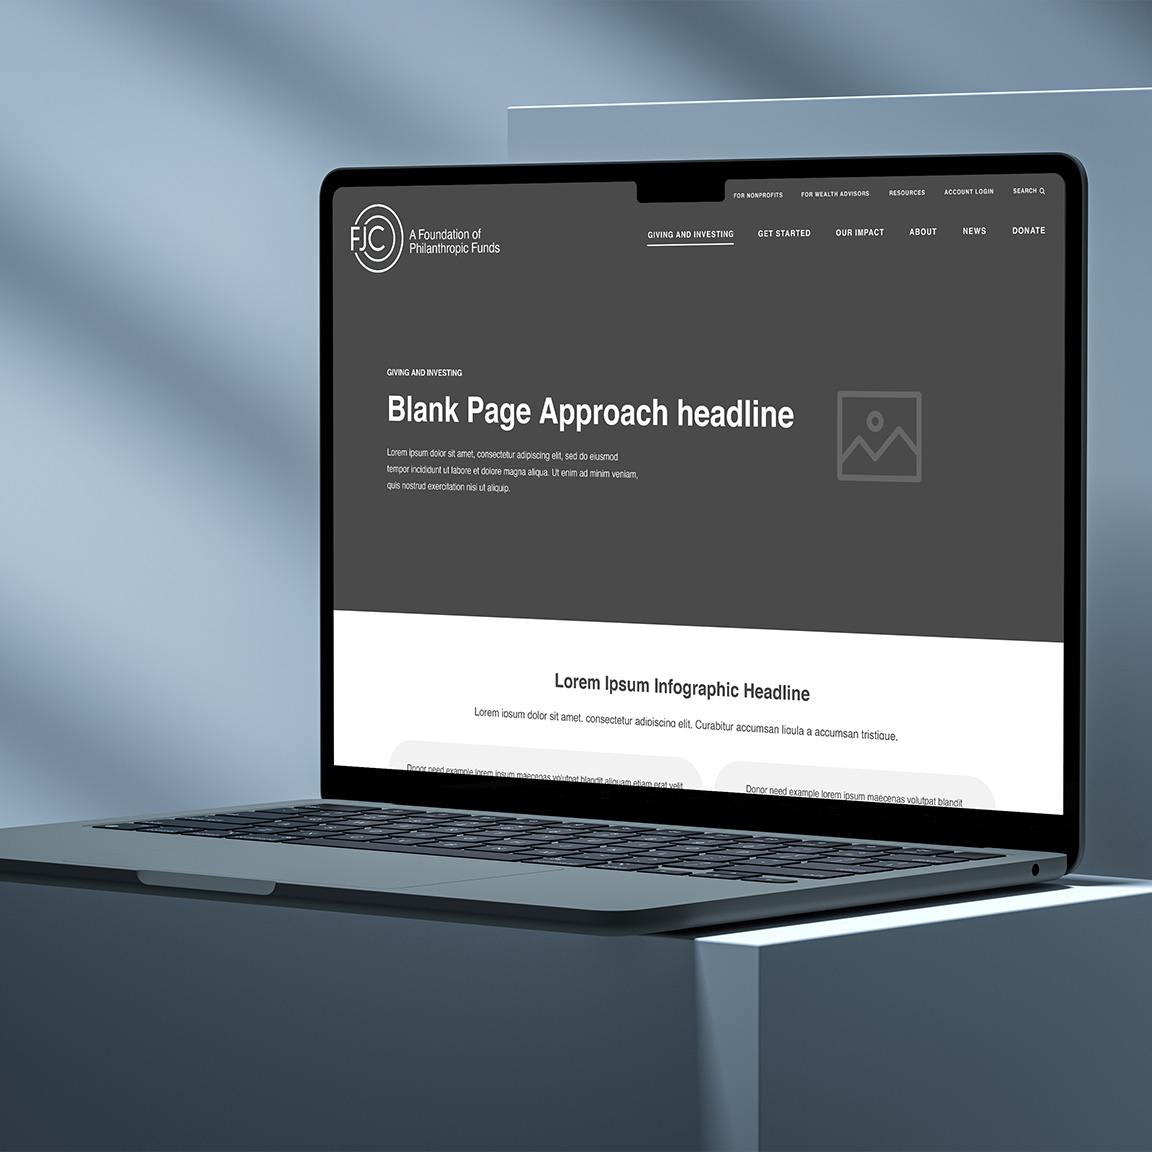 FOR NONPROFITS FOR WEALTH ADVISORS RESOURCES ACCOUNT LOGIN SEARCH
FJC
A Foundation of
Philanthropic Funds
GIVING AND INVESTING GET STARTED OUR IMPACT ABOUT NEWS DONATE
GIVING AND INVESTING
Blank Page Approach headline
Lorem ipsum dolor sit amet, consectetur adipiscing elit, sed do eiusmod
tempor incididunt ut labore et dolore magna aliqua. Ut enim ad minim veniam,
quis nostrud exercitation nisi ut aliquip.
Lorem Ipsum Infographic Headline
Lorem ipsum dolor sit amet, consectetur adipiscing elit. Curabitur accumsan ligula a accumsan tristique.
Donor need example lorem ipsum maecenas volutpat blandit aliquam etiam erat velit
Donor need example lorem ipsum maecenas volutpat blandit